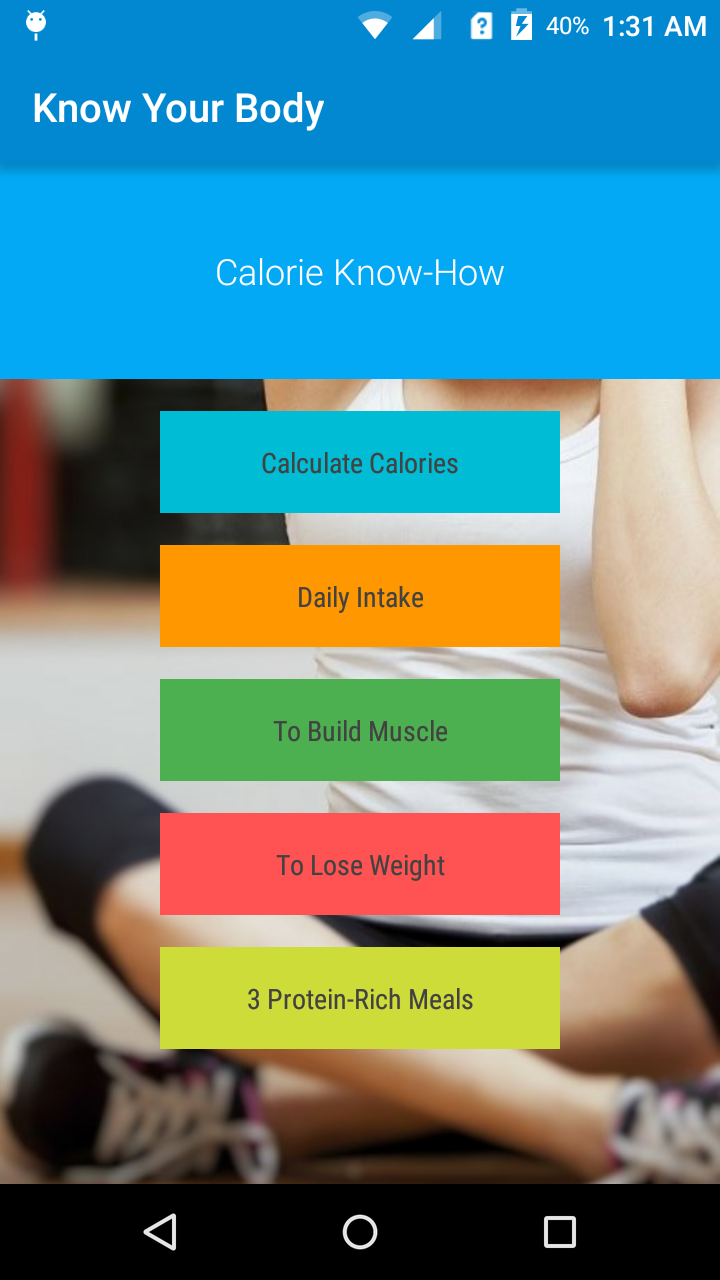 40% 1:31 AM
Know Your Body
Calorie Know-How
Calculate Calories
Daily Intake
To Build Muscle
To Lose Weight
3 Protein-Rich Meals